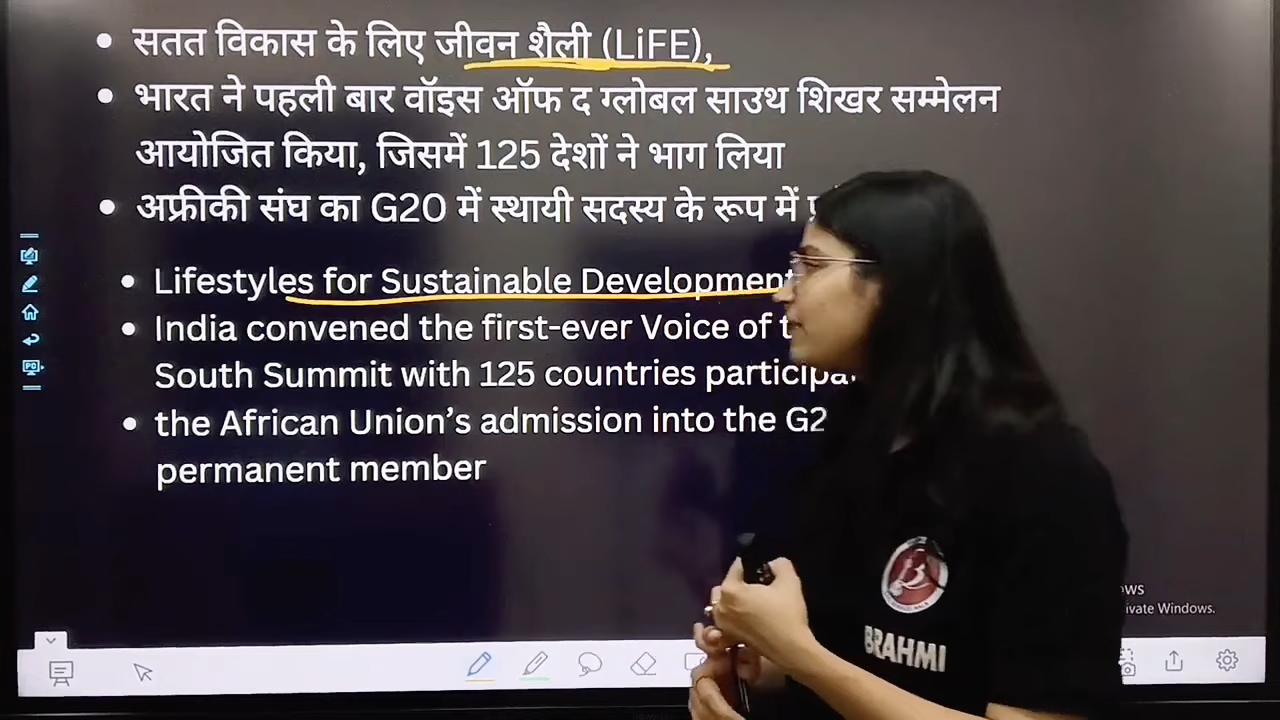 • सतत विकास के लिए जीवन शैली (LiFE),
• भारत ने पहली बार वॉइस ऑफ द ग्लोबल साउथ शिखर सम्मेलन
आयोजित किया, जिसमें 125 देशों ने भाग लिया
• अफ्रीकी संघ का G20 में स्थायी सदस्य के रूप में
• Lifestyles for Sustainable Development
• India convened the first-ever Voice of
South Summit with 125 countries
• the African Union’s admission into the
permanent member
BRAHMI
Windows.